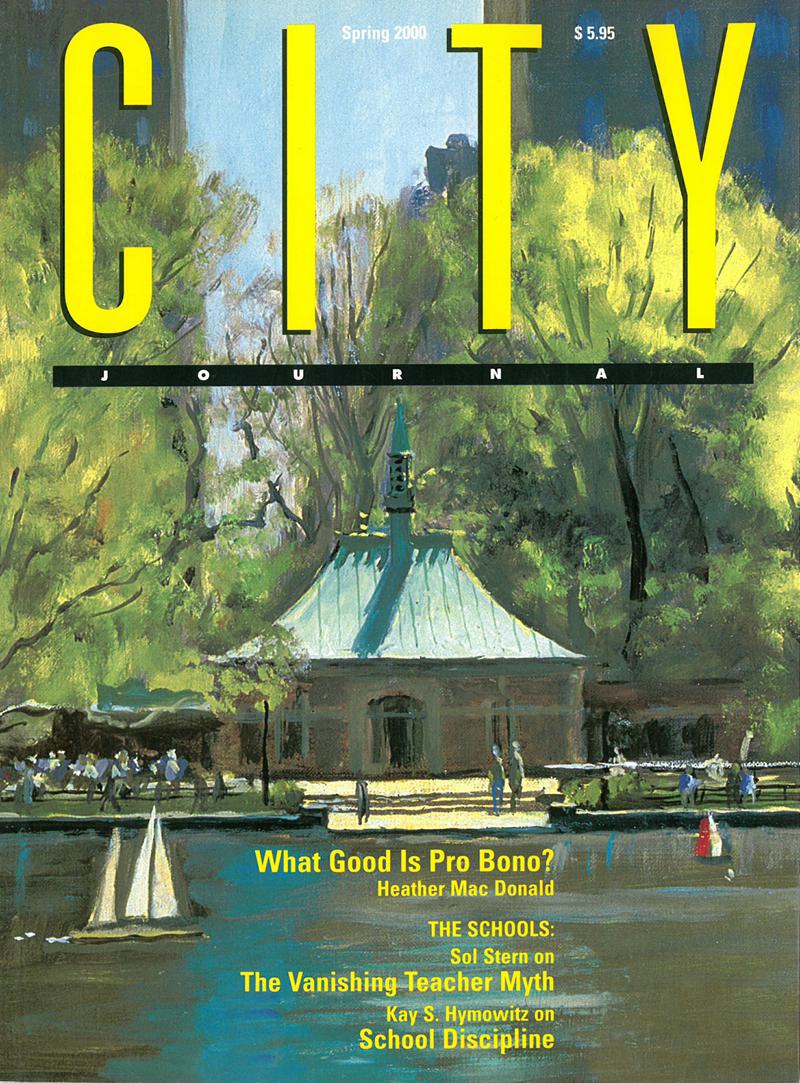 Spring 2000
$ 5.95
CITY
JOURNAL
What Good Is Pro Bono?
Heather Mac Donald
THE SCHOOLS:
Sol Stern on
The Vanishing Teacher Myth
Kay S. Hymowitz on
School Discipline